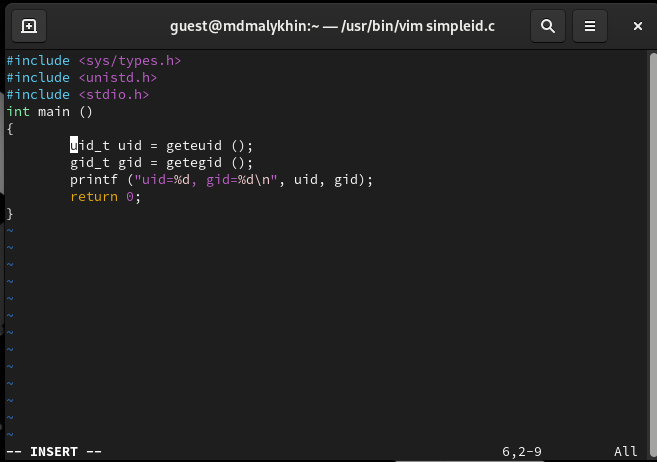 guest@mdmalykhin:~ — /usr/bin/vim simpleid.c
#include <sys/types.h>
#include <unistd.h>
#include <stdio.h>
int main ()
{
        uid_t uid = geteuid ();
        gid_t gid = getegid ();
        printf ("uid=%d, gid=%d\n", uid, gid);
        return 0;
}
~
~
~
~
~
~
~
~
~
~
~
~
~
-- INSERT --                                                  6,2-9         All